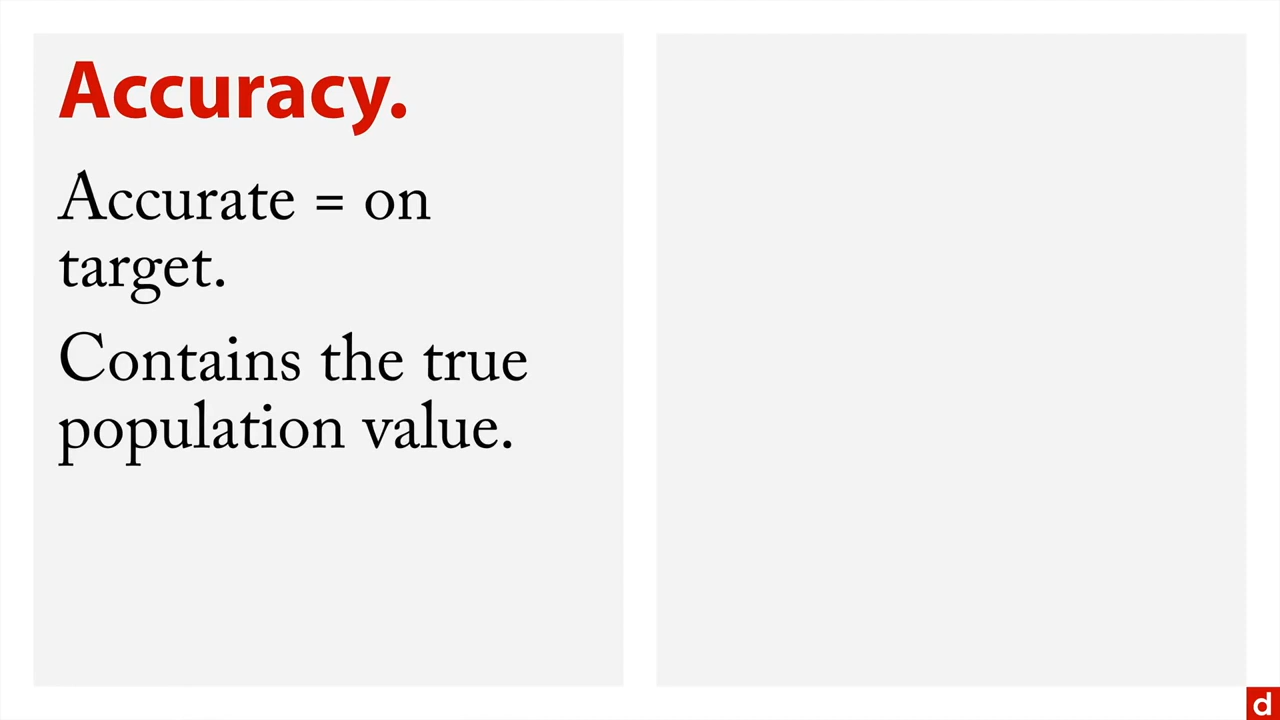 Accuracy.
Accurate = on
target.
Contains the true
population value.
d